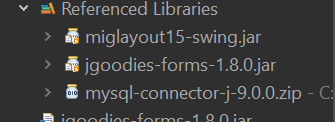 Referenced Libraries
miglayout15-swing.jar
jgoodies-forms-1.8.0.jar
mysql-connector-j-9.0.0.zip - C:
jgoodies-forms-1.8.0.jar